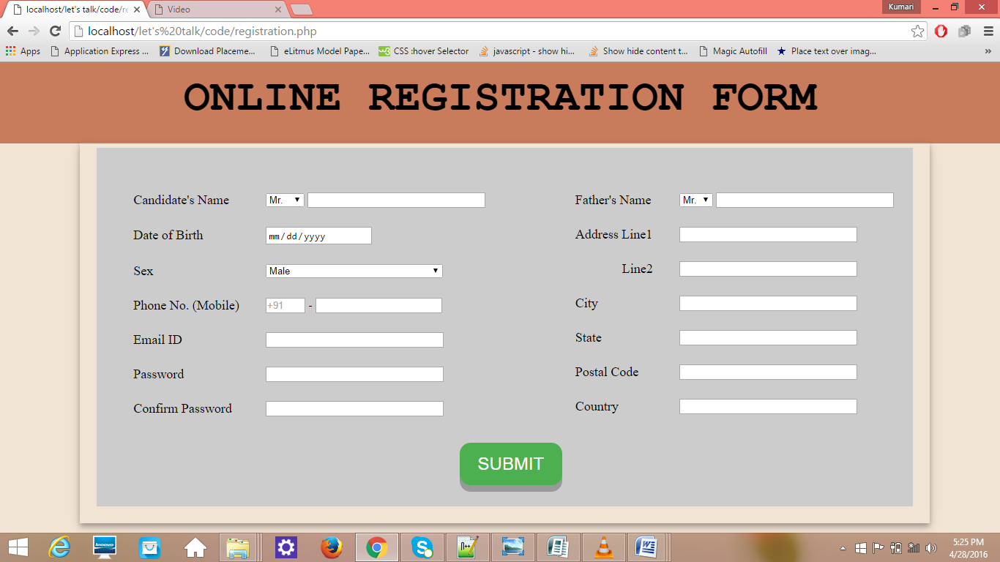 localhost/let's talk/code/re
Video
Kumari
localhost/let's%20talk/code/registration.php
Apps
Application Express ...
Download Placeme...
eLitmus Model Pape...
w3
CSS :hover Selector
javascript - show hi...
Show hide content t...
Magic Autofill
Place text over imag...
»
ONLINE REGISTRATION FORM
Candidate's Name Mr.
Father's Name Mr.
Date of Birth mm/dd/yyyy
Address Line1
Sex Male
Line2
Phone No. (Mobile) +91 -
City
Email ID
State
Password
Postal Code
Confirm Password
Country
SUBMIT
lenovo
N++
5:25 PM
4/28/2016